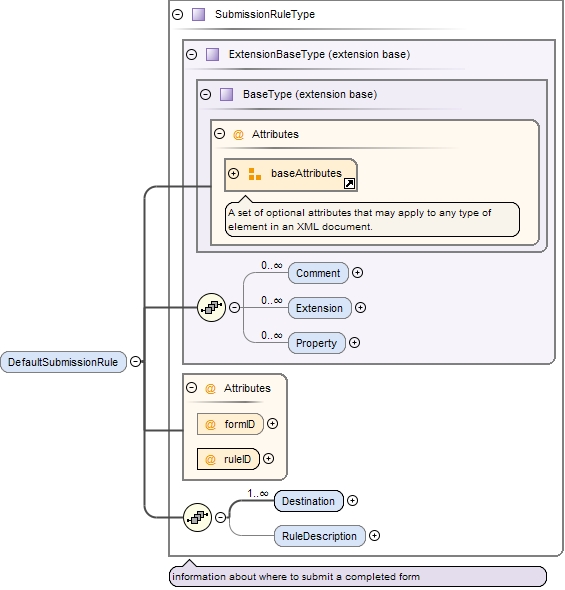 SubmissionRuleType
ExtensionBaseType (extension base)
BaseType (extension base)
@ Attributes
baseAttributes
A set of optional attributes that may apply to any type of
element in an XML document.
0..∞
Comment
0..∞
Extension
0..∞
Property
DefaultSubmissionRule
@ Attributes
@ formID
@ ruleID
1..∞
Destination
RuleDescription
information about where to submit a completed form